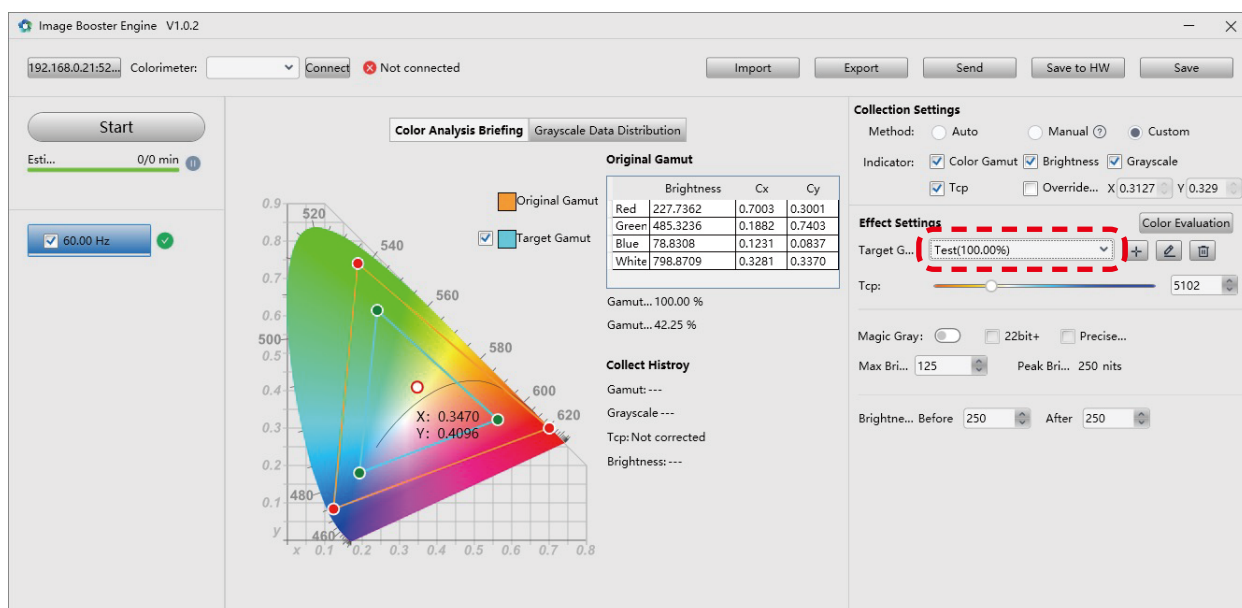 Image Booster Engine V1.0.2
192.168.0.21:52... Colorimeter: Connect Not connected Import Export Send Save to HW Save
Start
Esti... 0/0 min
60.00 Hz
Color Analysis Briefing Grayscale Data Distribution
Original Gamut
Target Gamut
0.9
0.8
0.7
0.6
0.5
0.4
0.3
0.2
0.1
y
x 0.1 0.2 0.3 0.4 0.5 0.6 0.7 0.8
520
540
560
580
600
620
500
480
460
X: 0.3470
Y: 0.4096
Original Gamut
Brightness Cx Cy
Red 227.7362 0.7003 0.3001
Green 485.3236 0.1882 0.7403
Blue 78.8308 0.1231 0.0837
White 798.8709 0.3281 0.3370
Gamut... 100.00 %
Gamut... 42.25 %
Collect Histroy
Gamut: ---
Grayscale ---
Tcp: Not corrected
Brightness: ---
Collection Settings
Method: Auto Manual ? Custom
Indicator: Color Gamut Brightness Grayscale
Tcp Override... X 0.3127 Y 0.329
Effect Settings Color Evaluation
Target G... Test(100.00%)
Tcp: 5102
Magic Gray: 22bit+ Precise...
Max Bri... 125 Peak Bri... 250 nits
Brightne... Before 250 After 250